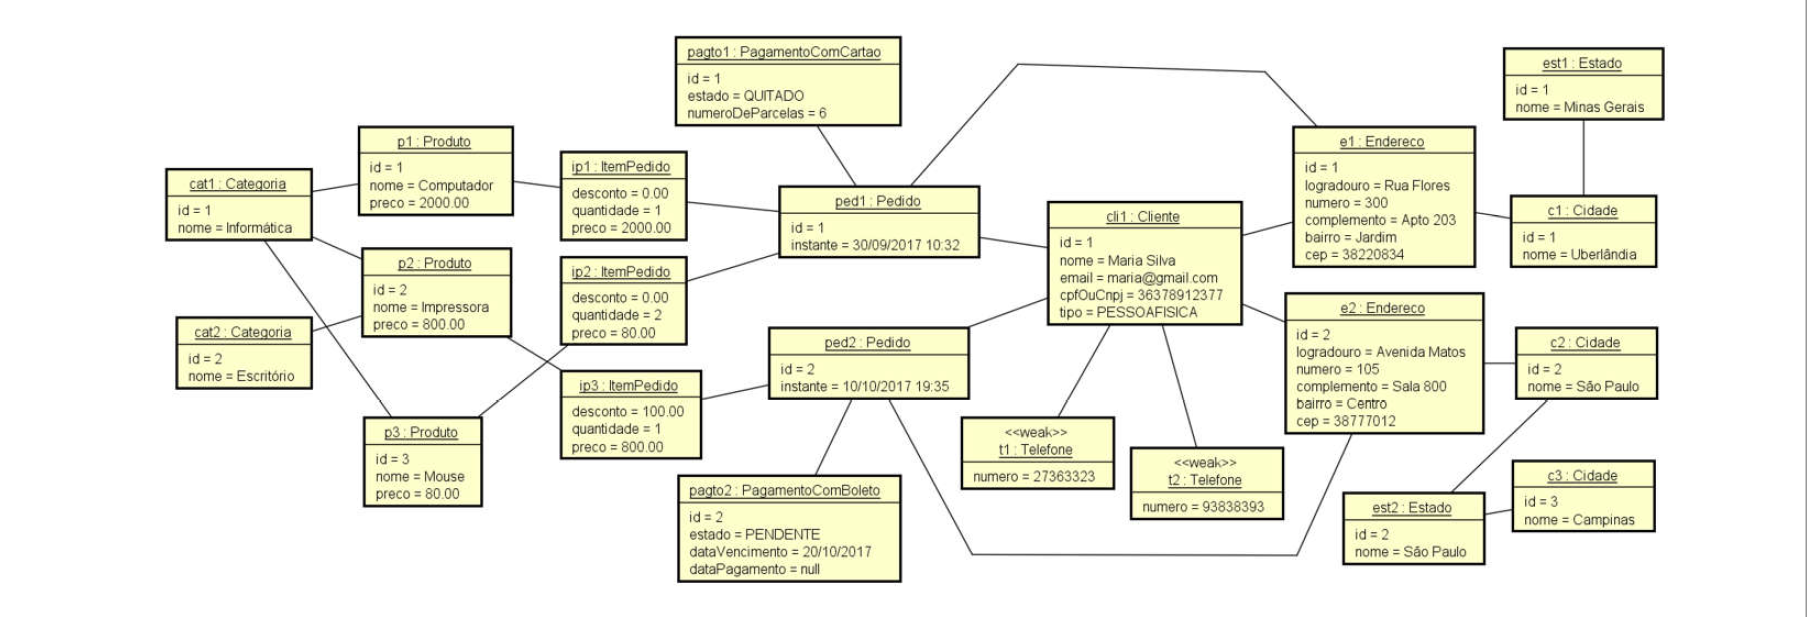 pagto1 : PagamentoComCartao
id = 1
estado = QUITADO
numeroDeParcelas = 6
est1 : Estado
id = 1
nome = Minas Gerais
p1 : Produto
id = 1
nome = Computador
preco = 2000.00
ip1 : ItemPedido
desconto = 0.00
quantidade = 1
preco = 2000.00
e1 : Endereco
id = 1
logradouro = Rua Flores
numero = 300
complemento = Apto 203
bairro = Jardim
cep = 38220834
cat1 : Categoria
id = 1
nome = Informática
ped1 : Pedido
id = 1
instante = 30/09/2017 10:32
cli1 : Cliente
id = 1
nome = Maria Silva
email = maria@gmail.com
cpfOuCnpj = 36378912377
tipo = PESSOAFISICA
c1 : Cidade
id = 1
nome = Uberlândia
p2 : Produto
id = 2
nome = Impressora
preco = 800.00
ip2 : ItemPedido
desconto = 0.00
quantidade = 2
preco = 80.00
e2 : Endereco
id = 2
logradouro = Avenida Matos
numero = 105
complemento = Sala 800
bairro = Centro
cep = 38777012
cat2 : Categoria
id = 2
nome = Escritório
ped2 : Pedido
id = 2
instante = 10/10/2017 19:35
c2 : Cidade
id = 2
nome = São Paulo
ip3 : ItemPedido
desconto = 100.00
quantidade = 1
preco = 800.00
p3 : Produto
id = 3
nome = Mouse
preco = 80.00
<<weak>>
t1 : Telefone
numero = 27363323
<<weak>>
t2 : Telefone
numero = 93838393
c3 : Cidade
id = 3
nome = Campinas
pagto2 : PagamentoComBoleto
id = 2
estado = PENDENTE
dataVencimento = 20/10/2017
dataPagamento = null
est2 : Estado
id = 2
nome = São Paulo